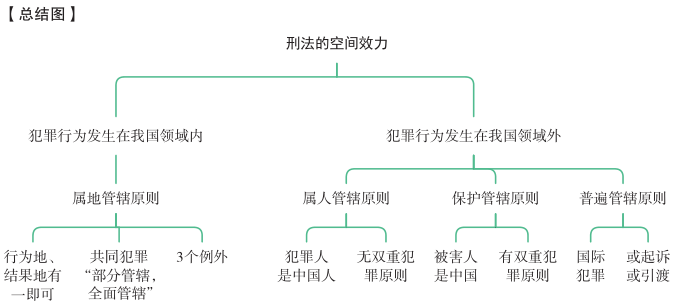 【总结图】
刑法的空间效力
犯罪行为发生在我国领域内
犯罪行为发生在我国领域外
属地管辖原则
属人管辖原则
保护管辖原则
普遍管辖原则
行为地、
结果地有
一即可
共同犯罪
“部分管辖，
全面管辖”
3个例外
犯罪人
是中国人
无双重犯
罪原则
被害人
是中国
有双重犯
罪原则
国际
犯罪
或起诉
或引渡